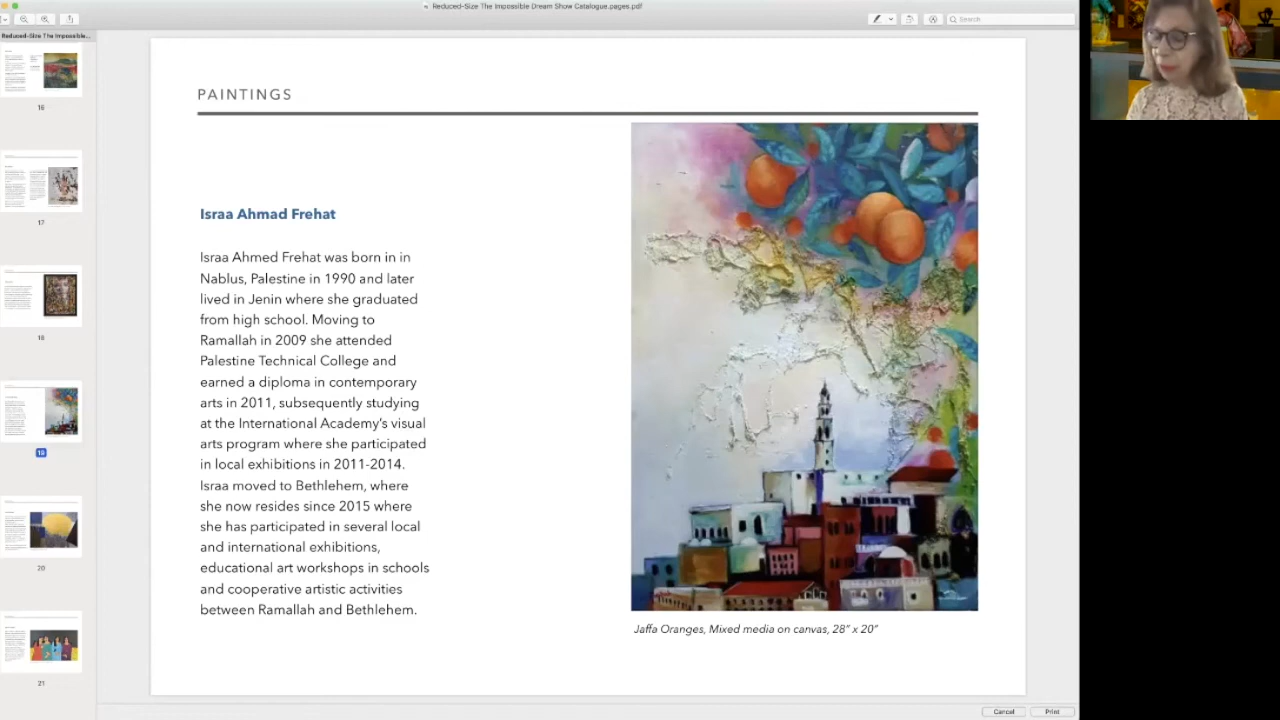 Reduced-Size The Impossible Dream Show Catalogue.pages.pdf
Search
Reduced-Size The Impossible...
16
17
18
19
20
21
PAINTINGS
Israa Ahmad Frehat
Israa Ahmed Frehat was born in in
Nablus, Palestine in 1990 and later
lived in Jenin where she graduated
from high school. Moving to
Ramallah in 2009 she attended
Palestine Technical College and
earned a diploma in contemporary
arts in 2011, subsequently studying
at the International Academy's visual
arts program where she participated
in local exhibitions in 2011-2014.
Israa moved to Bethlehem, where
she now resides since 2015 where
she has participated in several local
and international exhibitions,
educational art workshops in schools
and cooperative artistic activities
between Ramallah and Bethlehem.
Jaffa Oranges, Mixed media on canvas, 28" x 20"
Cancel
Print